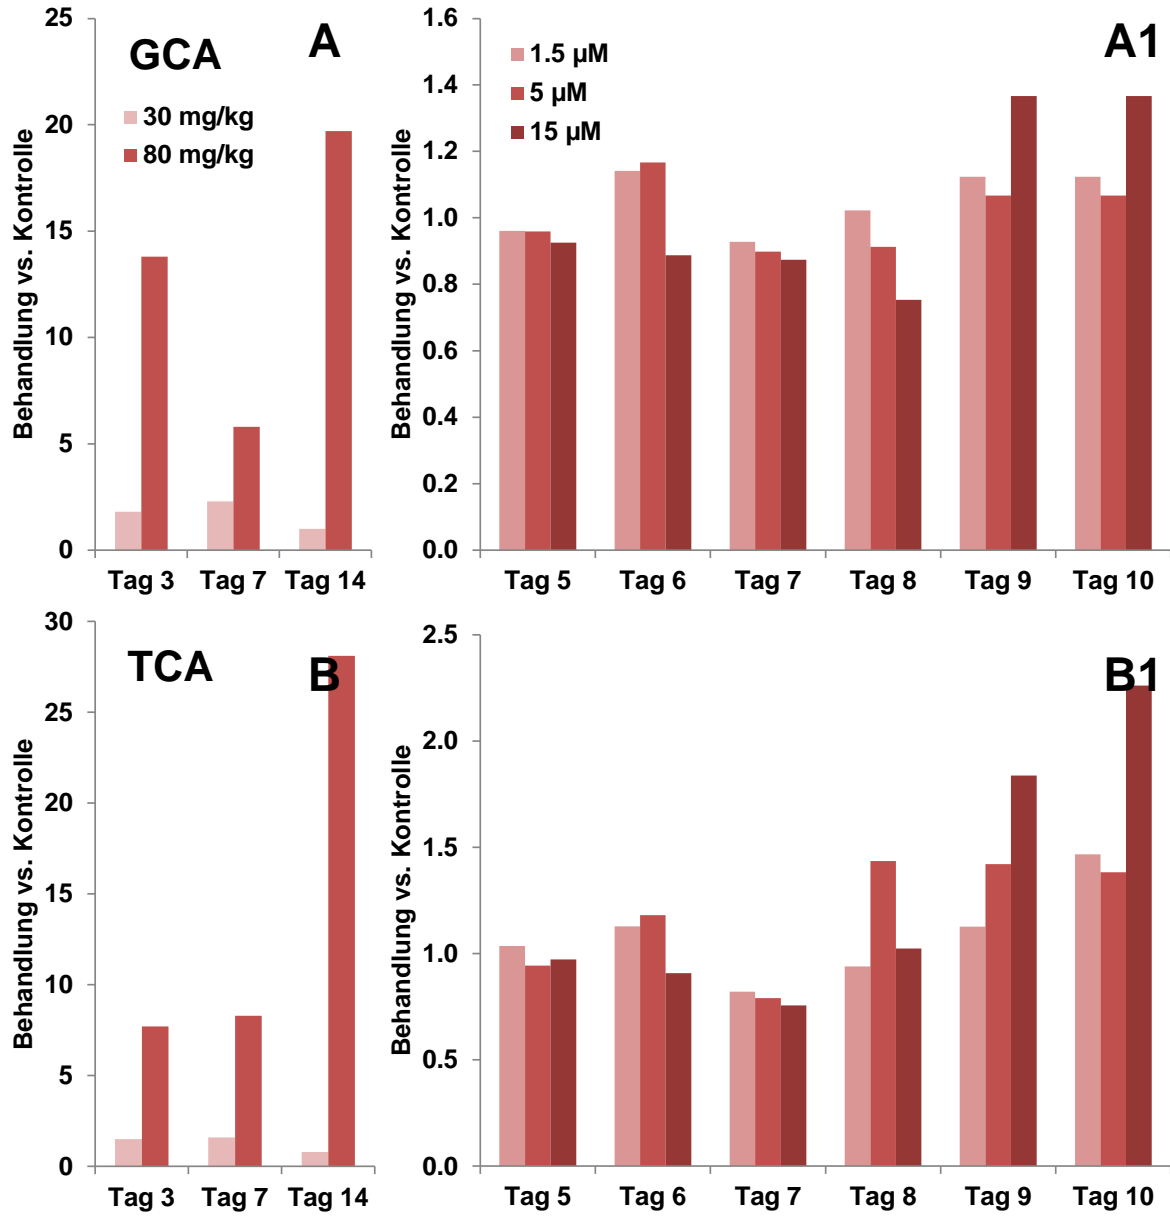 GCA
A
30 mg/kg
80 mg/kg
Behandlung vs. Kontrolle
25
20
15
10
5
0
Tag 3
Tag 7
Tag 14
A1
1.5 µM
5 µM
15 µM
Behandlung vs. Kontrolle
1.6
1.4
1.2
1.0
0.8
0.6
0.4
0.2
0.0
Tag 5
Tag 6
Tag 7
Tag 8
Tag 9
Tag 10
TCA
B
Behandlung vs. Kontrolle
30
25
20
15
10
5
0
Tag 3
Tag 7
Tag 14
B1
Behandlung vs. Kontrolle
2.5
2.0
1.5
1.0
0.5
0.0
Tag 5
Tag 6
Tag 7
Tag 8
Tag 9
Tag 10